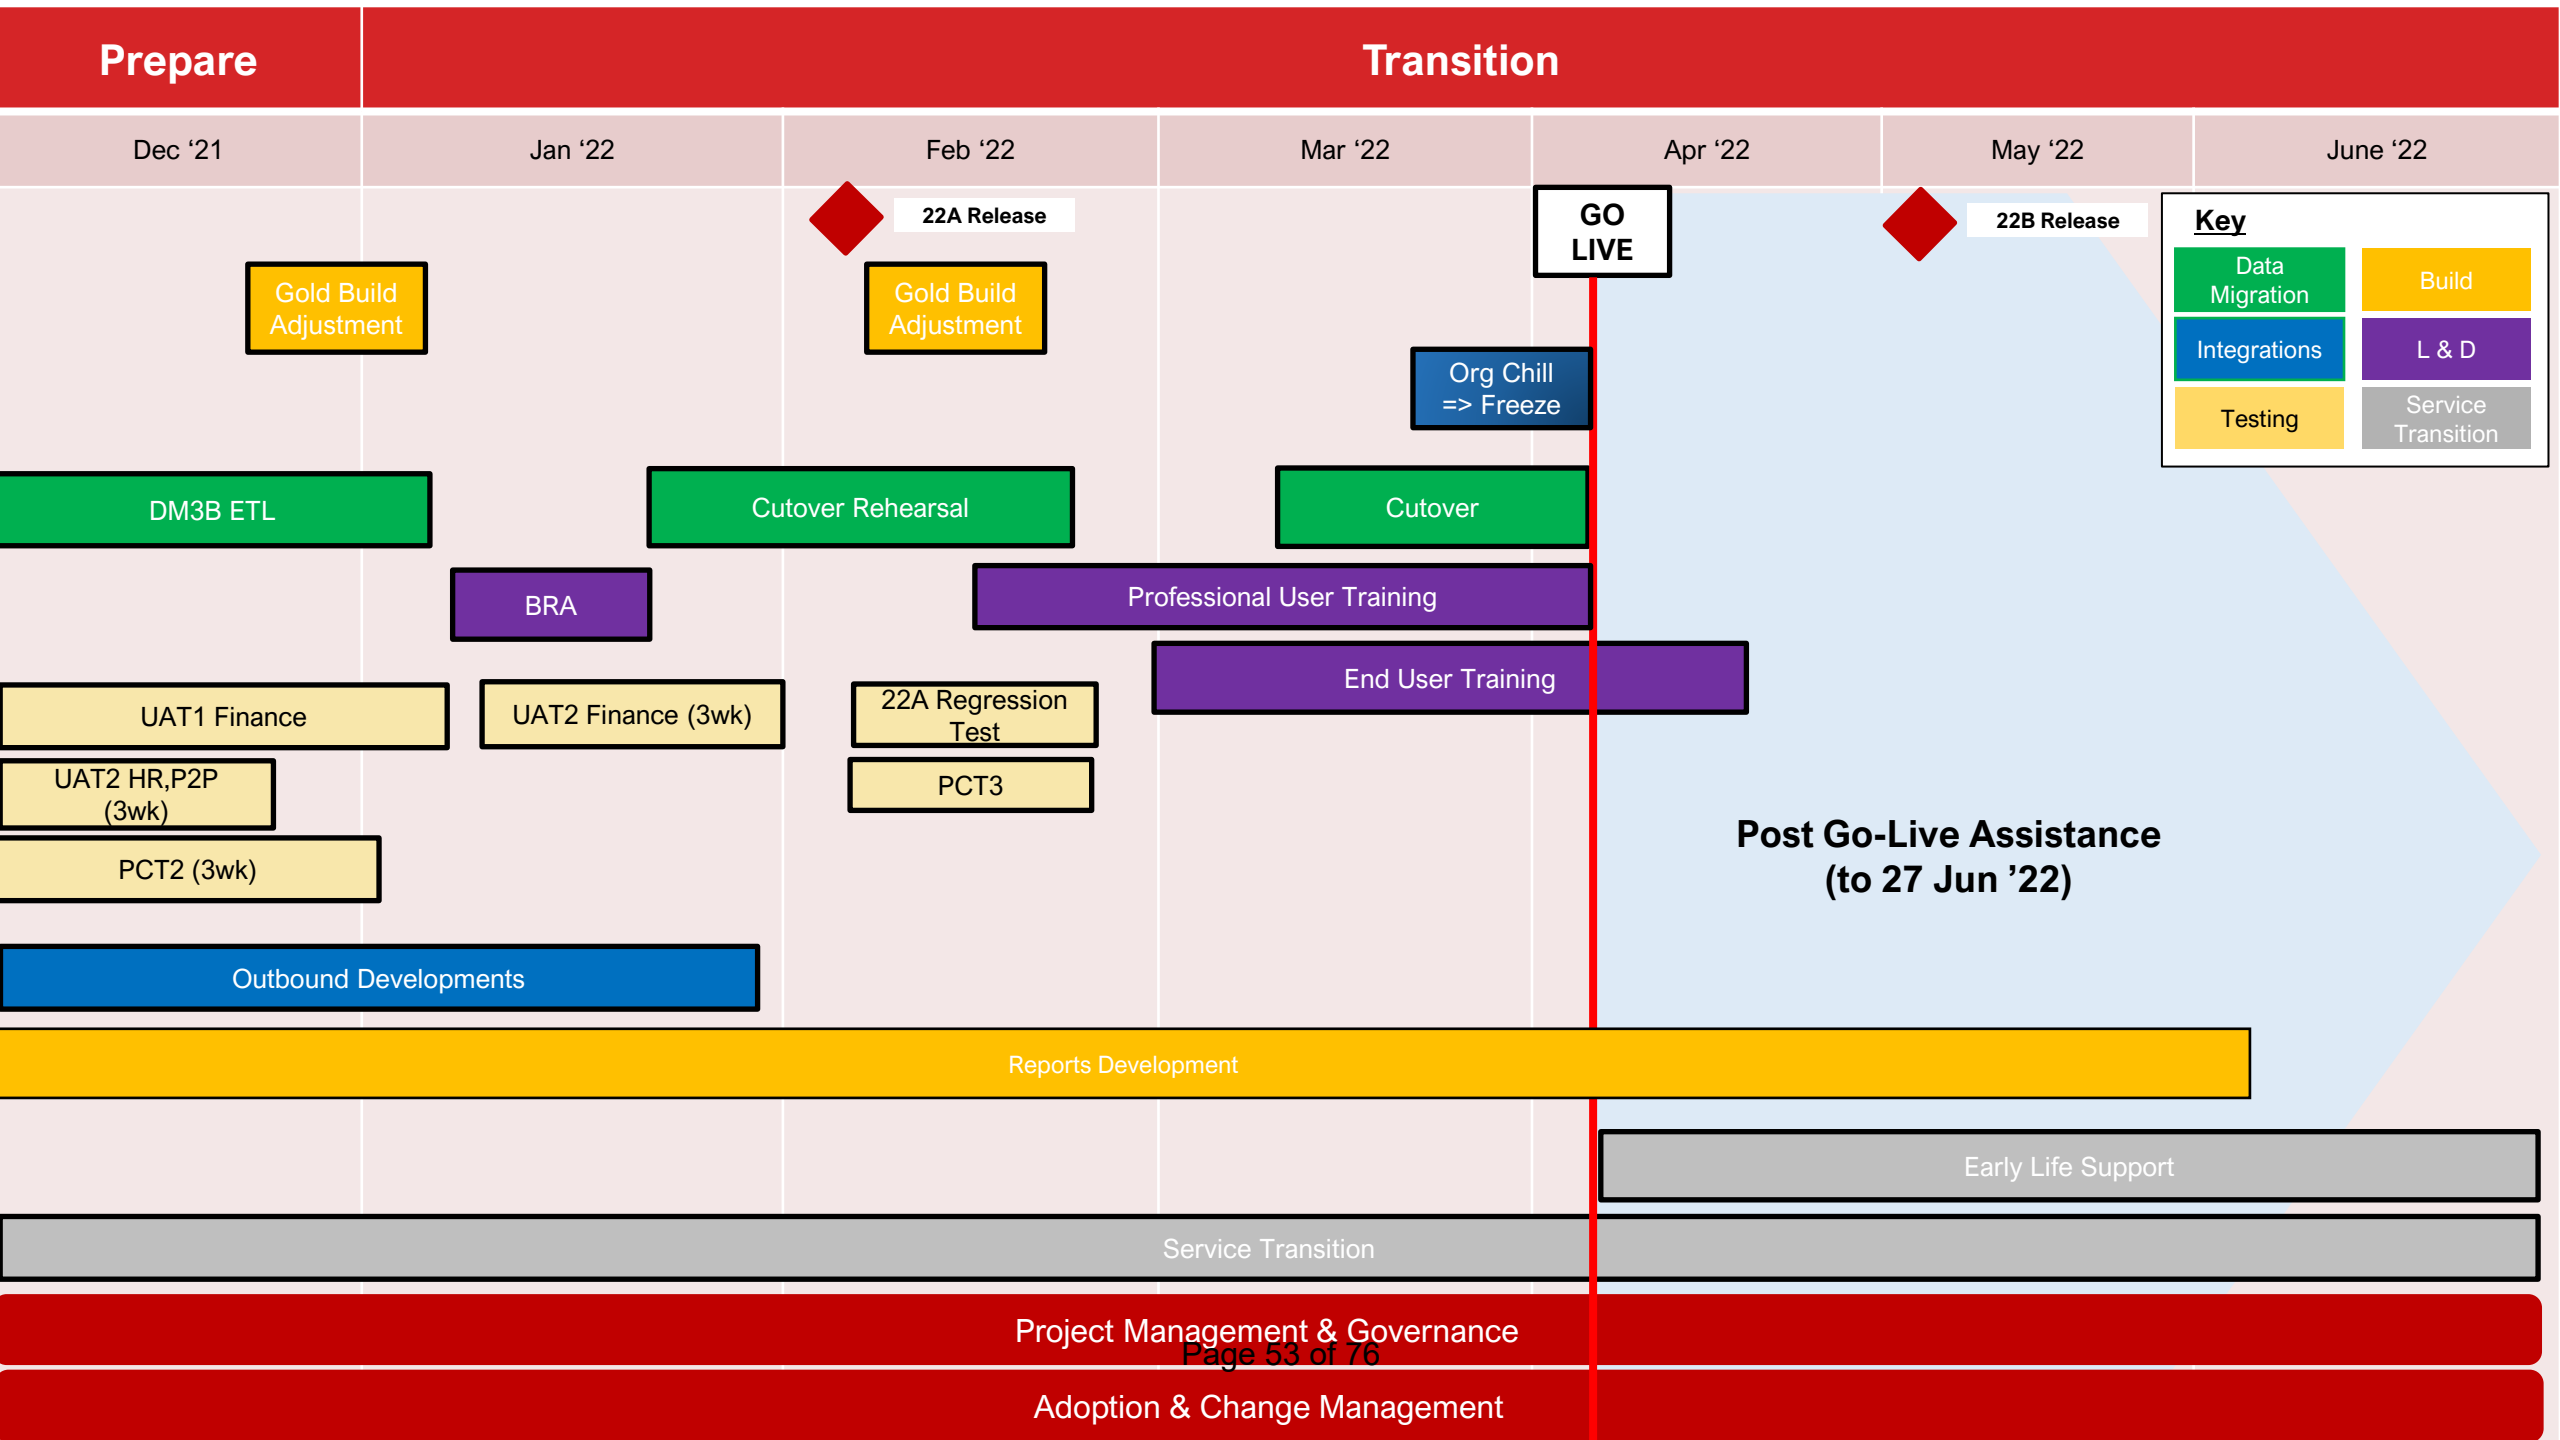 Prepare
Transition
Dec ‘21
Jan ‘22
Feb ‘22
Mar ‘22
Apr ‘22
May ‘22
June ‘22
22A Release
GO
LIVE
22B Release
Key
Data
Migration
Build
Integrations
L & D
Testing
Service
Transition
Gold Build
Adjustment
Gold Build
Adjustment
Org Chill
=> Freeze
DM3B ETL
Cutover Rehearsal
Cutover
BRA
Professional User Training
End User Training
UAT1 Finance
UAT2 Finance (3wk)
22A Regression
Test
UAT2 HR,P2P
(3wk)
PCT3
PCT2 (3wk)
Post Go-Live Assistance
(to 27 Jun ’22)
Outbound Developments
Reports Development
Early Life Support
Service Transition
Project Management & Governance
Page 53 of 76
Adoption & Change Management